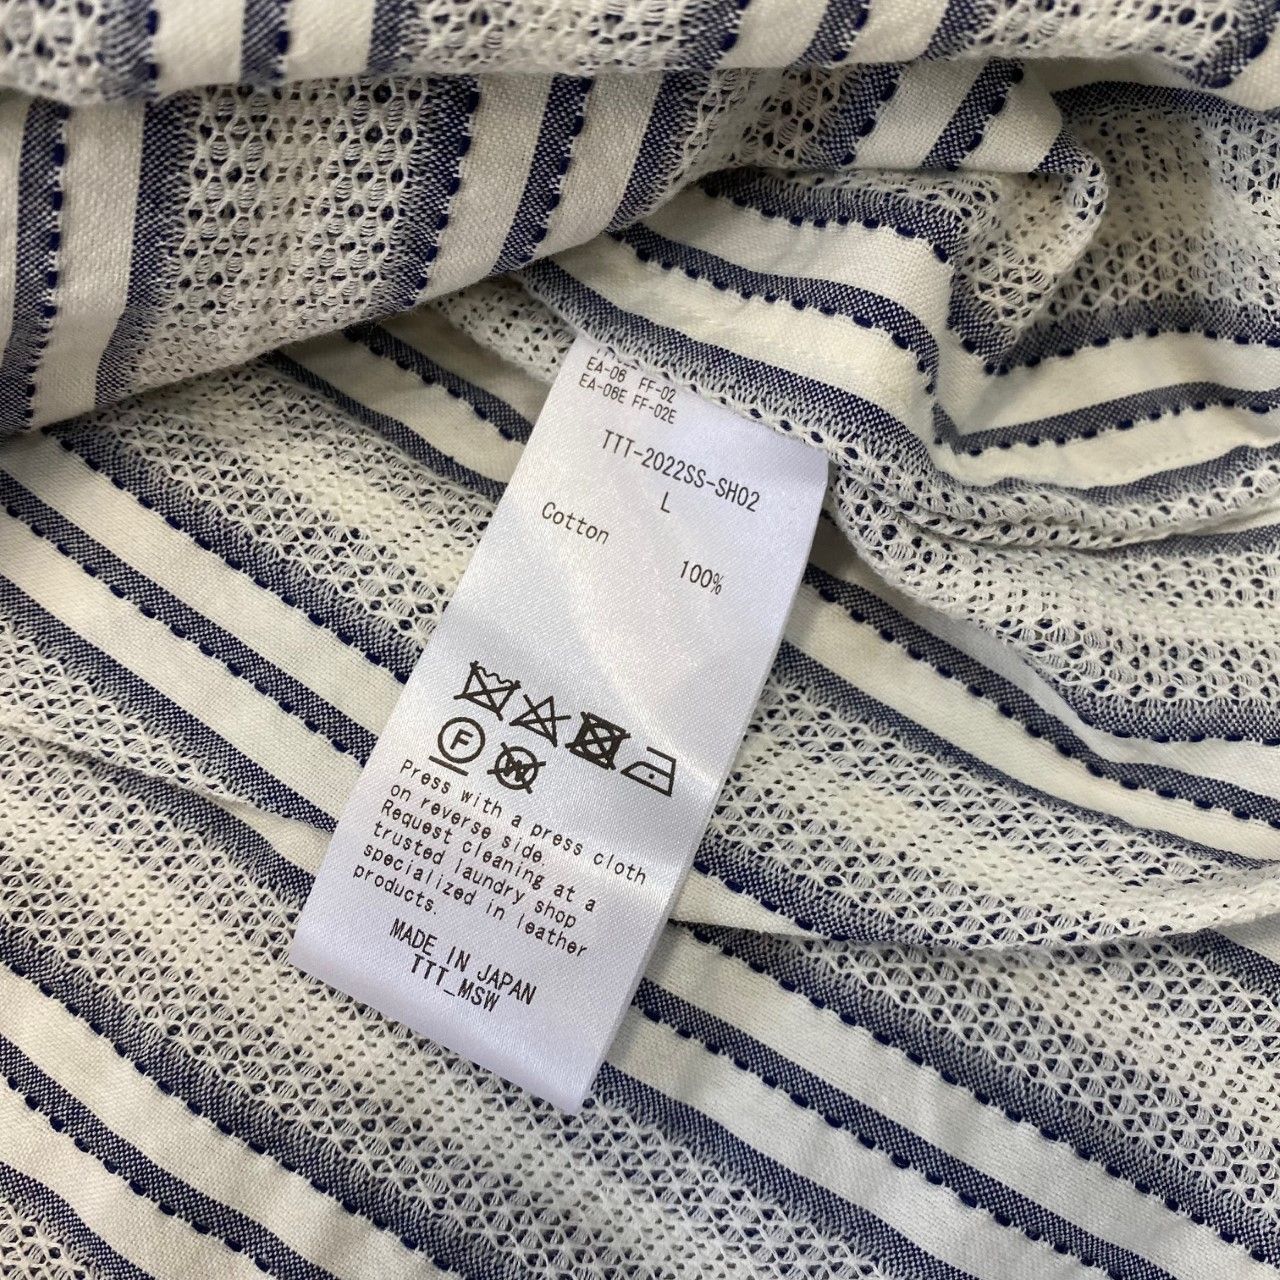 EA-06 FF-02
EA-06E FF-02E
TTT-2022SS-SH02
L
Cotton 100%
F
W
Press with a press cloth
on reverse side.
Request cleaning at a
trusted laundry shop
specialized in leather
products.
MADE IN JAPAN
TTT_MSW